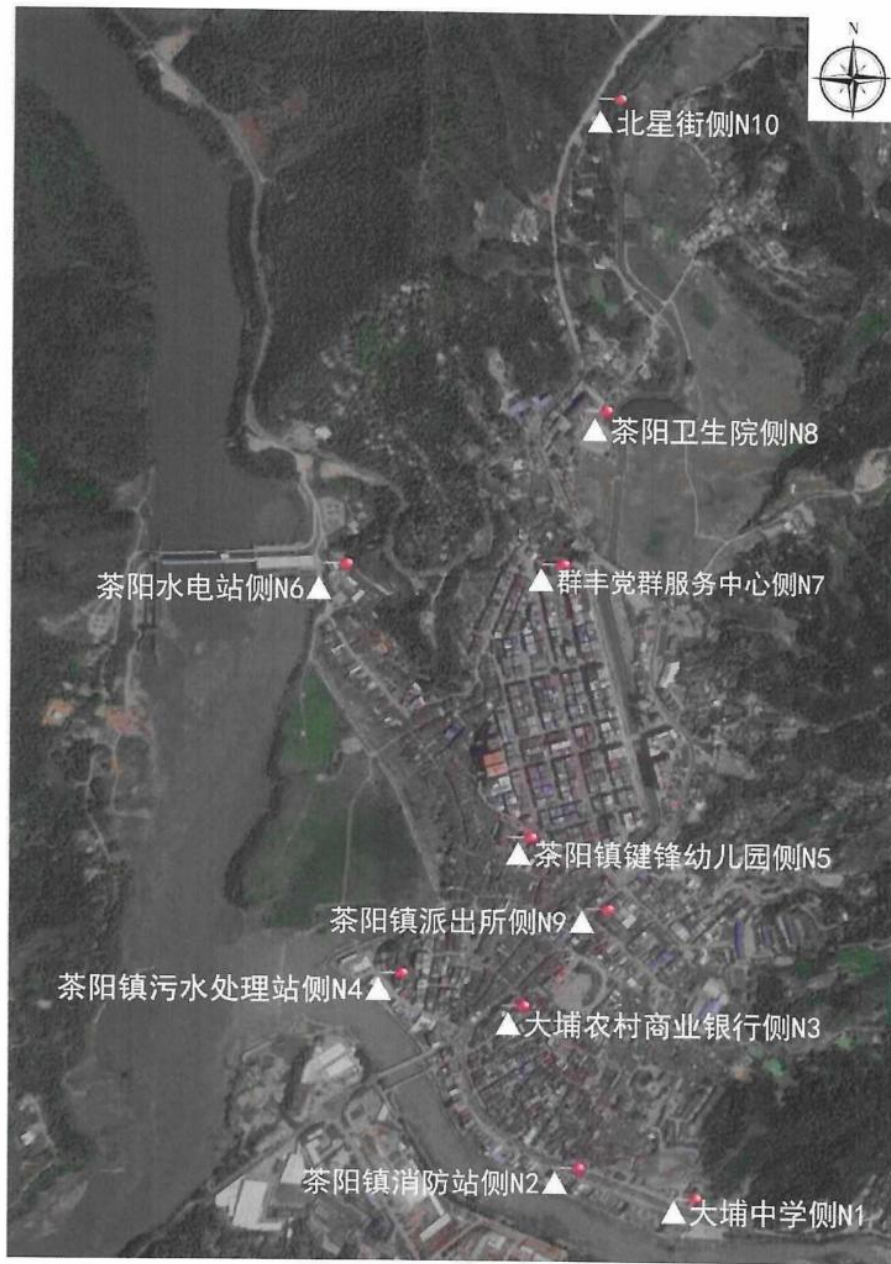 N
北星街侧N10
茶阳卫生院侧N8
茶阳水电站侧N6
群丰党群服务中心侧N7
茶阳镇键锋幼儿园侧N5
茶阳镇派出所侧N9
茶阳镇污水处理站侧N4
大埔农村商业银行侧N3
茶阳镇消防站侧N2
大埔中学侧N1